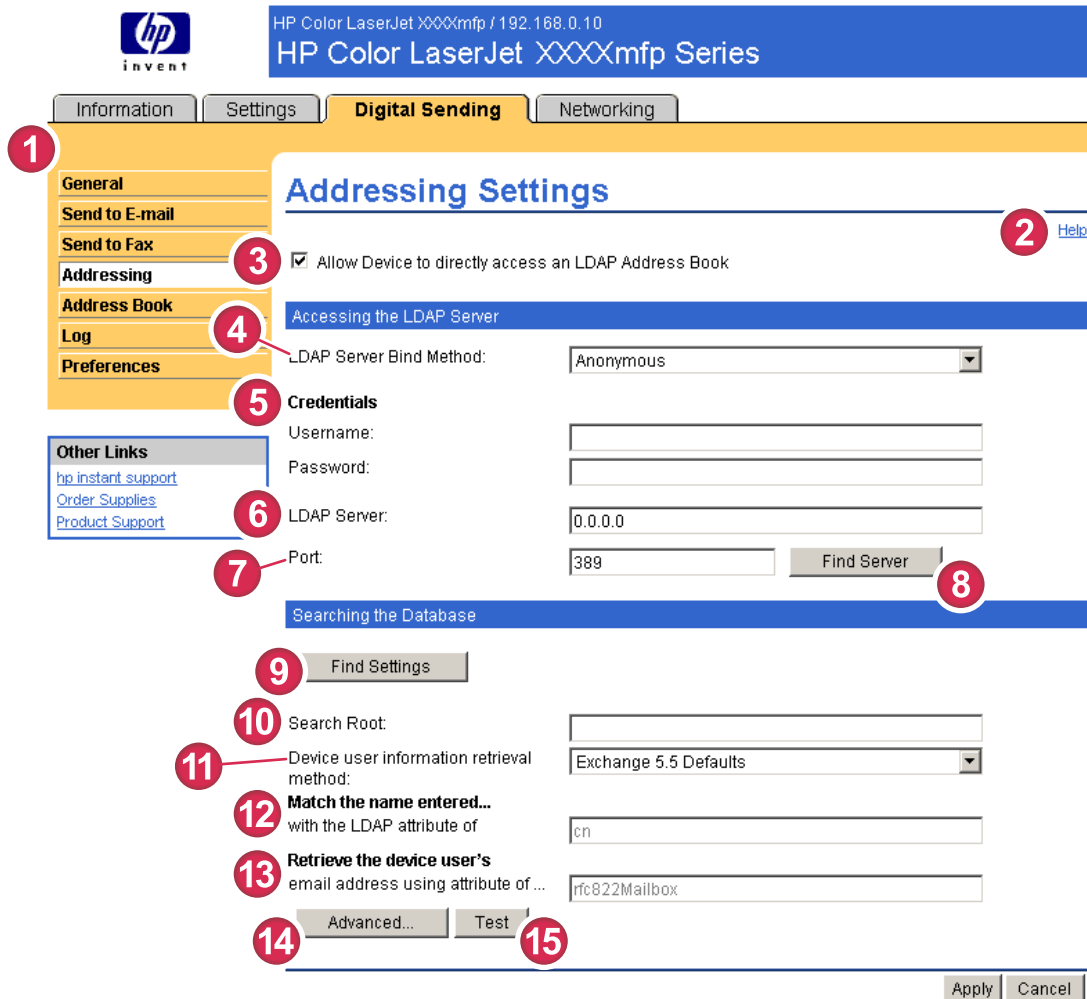 hp
invent
HP Color LaserJet XXXXmfp / 192.168.0.10
HP Color LaserJet XXXXmfp Series
Information Settings Digital Sending Networking
1
General
Send to E-mail
Send to Fax
Addressing
Address Book
Log
Preferences
Other Links
hp instant support
Order Supplies
Product Support
Addressing Settings
2 Help
3 Allow Device to directly access an LDAP Address Book
Accessing the LDAP Server
4 LDAP Server Bind Method: Anonymous
5 Credentials
Username:
Password:
6 LDAP Server: 0.0.0.0
7 Port: 389 Find Server 8
Searching the Database
9 Find Settings
10 Search Root:
11 Device user information retrieval
method: Exchange 5.5 Defaults
12 Match the name entered...
with the LDAP attribute of cn
13 Retrieve the device user's
email address using attribute of ... rfc822Mailbox
14 Advanced... Test 15
Apply Cancel